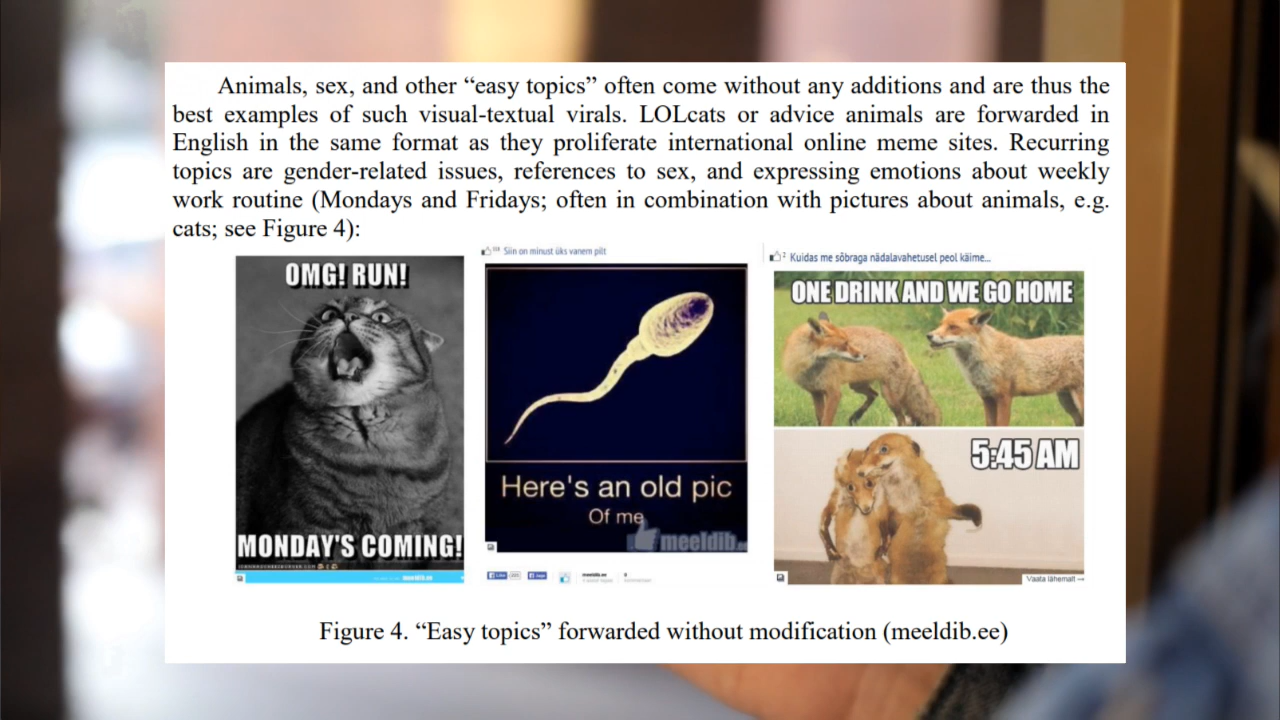 Animals, sex, and other “easy topics” often come without any additions and are thus the
best examples of such visual-textual virals. LOLcats or advice animals are forwarded in
English in the same format as they proliferate international online meme sites. Recurring
topics are gender-related issues, references to sex, and expressing emotions about weekly
work routine (Mondays and Fridays; often in combination with pictures about animals, e.g.
cats; see Figure 4):
OMG! RUN!
MONDAY'S COMING!
Siin on minust üks vanem pilt
Here's an old pic
Of me
meeldib.ee
Kuidas me sõbraga nädalavahetusel peol käime...
ONE DRINK AND WE GO HOME
5:45 AM
Vaata lähemalt →
Figure 4. “Easy topics” forwarded without modification (meeldib.ee)